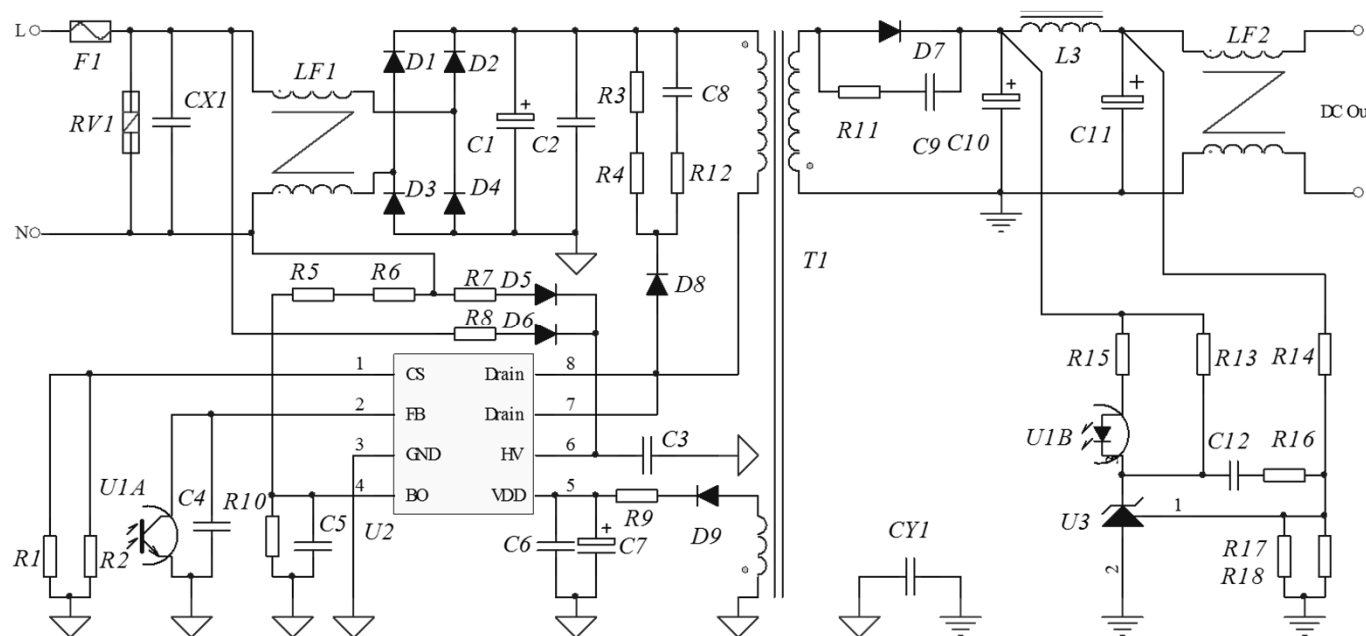 L
F1
RV1
CX1
LF1
D1
D2
D3
D4
C1
C2
R3
R4
C8
R12
D7
R11
C9
C10
L3
C11
LF2
DC Ou
N
T1
R5
R6
R7
D5
R8
D6
D8
1
CS
Drain
8
2
FB
Drain
7
3
GND
HV
6
4
BO
VDD
5
U2
C3
R1
R2
U1A
C4
R10
C5
C6
C7
R9
D9
CY1
R15
R13
R14
U1B
C12
R16
U3
1
2
R17
R18